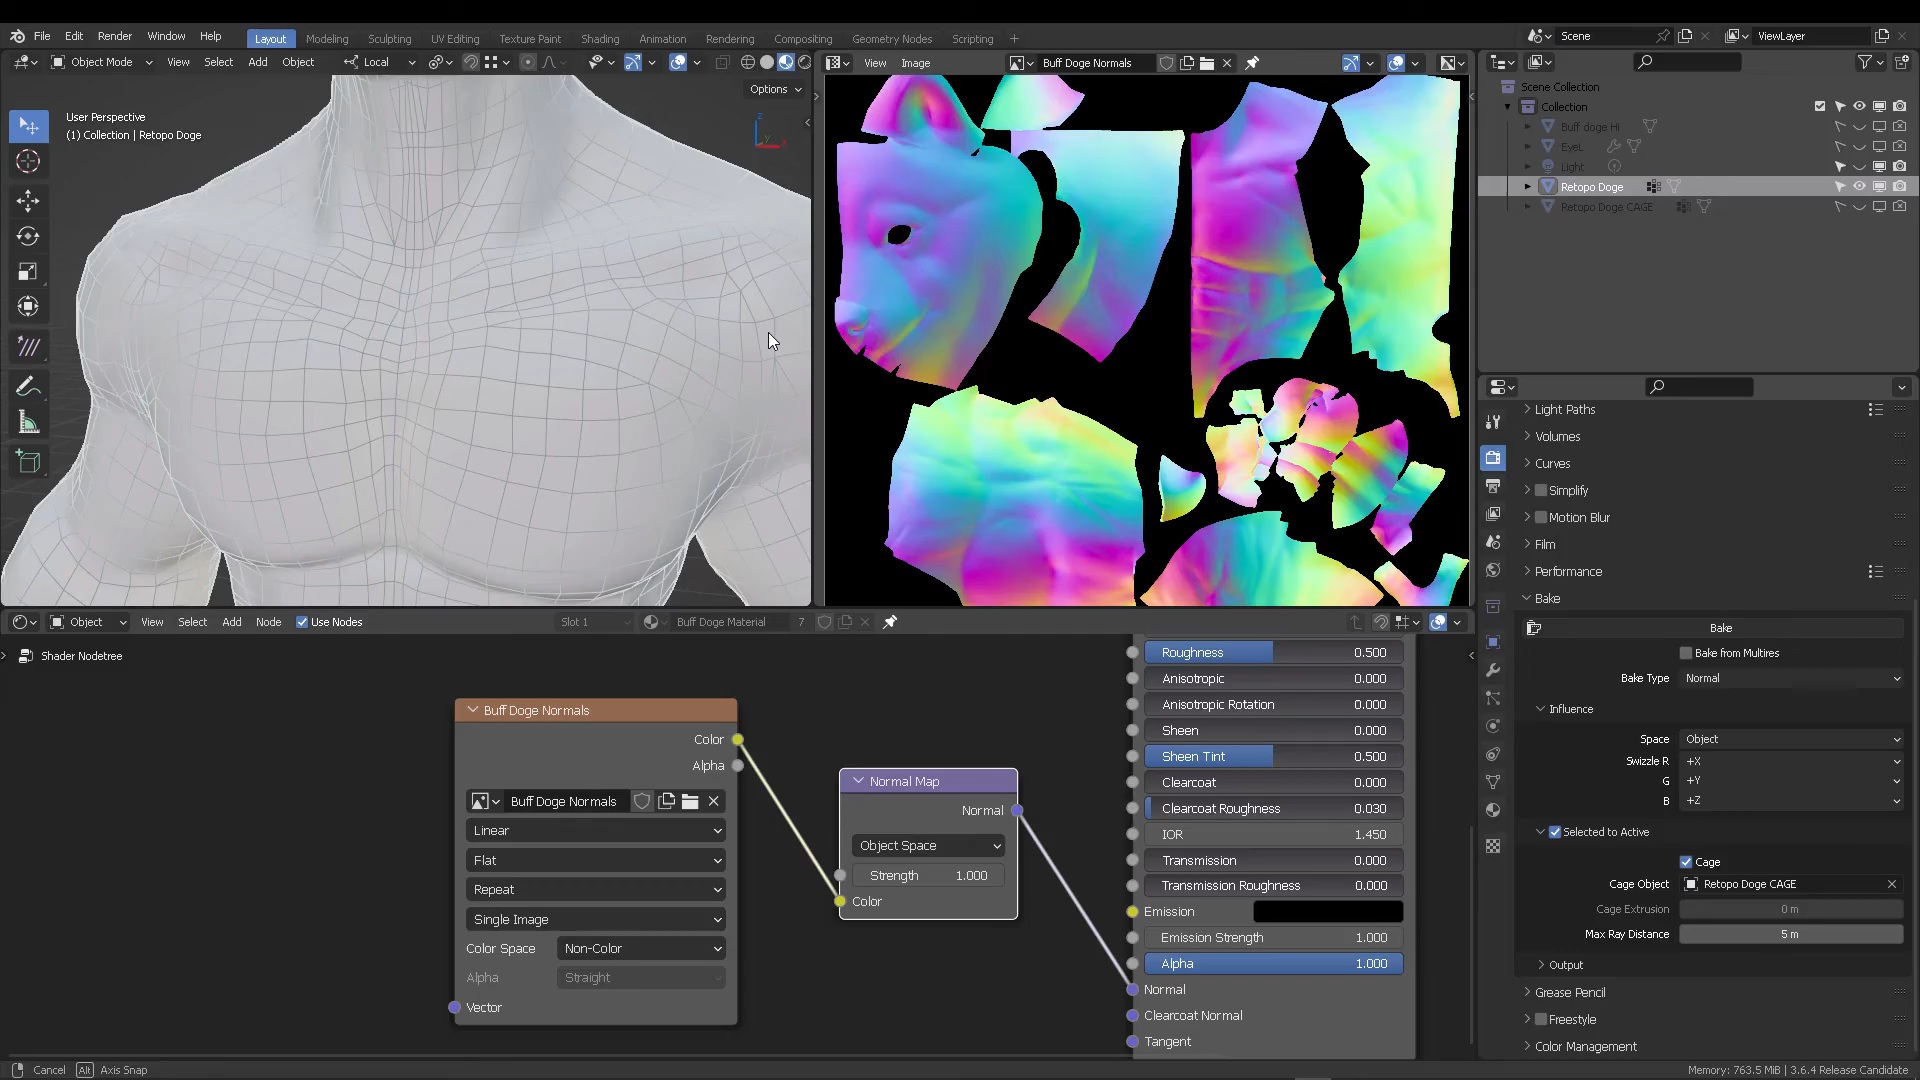 File Edit Render Window Help Layout Modeling Sculpting UV Editing Texture Paint Shading Animation Rendering Compositing Geometry Nodes Scripting + Scene ViewLayer
Object Mode View Select Add Object Local
View Image Buff Doge Normals
Options
User Perspective
(1) Collection | Retopo Doge
Scene Collection
Collection
Buff doge Hi
EyeL
Light
Retopo Doge
Retopo Doge CAGE
Light Paths
Volumes
Curves
Simplify
Motion Blur
Film
Performance
Bake
Bake
Bake from Multires
Bake Type Normal
Influence
Space Object
Swizzle R +X
G +Y
B +Z
Selected to Active
Cage
Cage Object Retopo Doge CAGE
Cage Extrusion 0 m
Max Ray Distance 5 m
Output
Grease Pencil
Freestyle
Color Management
Object View Select Add Node Use Nodes Slot 1 Buff Doge Material 7
Shader Nodetree
Buff Doge Normals
Color
Alpha
Buff Doge Normals
Linear
Flat
Repeat
Single Image
Color Space Non-Color
Alpha Straight
Vector
Normal Map
Normal
Object Space
Strength 1.000
Color
Roughness 0.500
Anisotropic 0.000
Anisotropic Rotation 0.000
Sheen 0.000
Sheen Tint 0.500
Clearcoat 0.000
Clearcoat Roughness 0.030
IOR 1.450
Transmission 0.000
Transmission Roughness 0.000
Emission
Emission Strength 1.000
Alpha 1.000
Normal
Clearcoat Normal
Tangent
Cancel Alt Axis Snap
Memory: 763.5 MiB | 3.6.4 Release Candidate